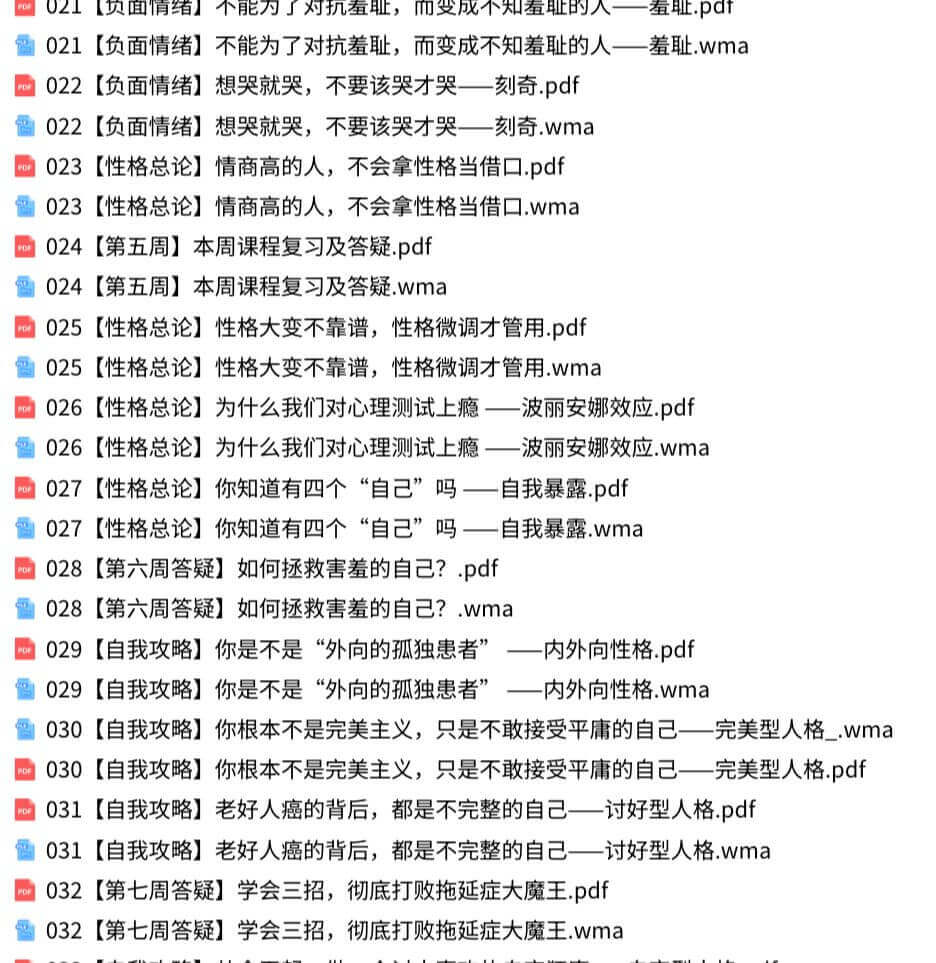 021【负面情绪】不能为了对抗羞耻，而变成不知羞耻的人——羞耻.pdf
021【负面情绪】不能为了对抗羞耻，而变成不知羞耻的人——羞耻.wma
022【负面情绪】想哭就哭，不要该哭才哭——刻奇.pdf
022【负面情绪】想哭就哭，不要该哭才哭——刻奇.wma
023【性格总论】情商高的人，不会拿性格当借口.pdf
023【性格总论】情商高的人，不会拿性格当借口.wma
024【第五周】本周课程复习及答疑.pdf
024【第五周】本周课程复习及答疑.wma
025【性格总论】性格大变不靠谱，性格微调才管用.pdf
025【性格总论】性格大变不靠谱，性格微调才管用.wma
026【性格总论】为什么我们对心理测试上瘾 ——波丽安娜效应.pdf
026【性格总论】为什么我们对心理测试上瘾 ——波丽安娜效应.wma
027【性格总论】你知道有四个“自己”吗 ——自我暴露.pdf
027【性格总论】你知道有四个“自己”吗 ——自我暴露.wma
028【第六周答疑】如何拯救害羞的自己？.pdf
028【第六周答疑】如何拯救害羞的自己？.wma
029【自我攻略】你是不是“外向的孤独患者” ——内外向性格.pdf
029【自我攻略】你是不是“外向的孤独患者” ——内外向性格.wma
030【自我攻略】你根本不是完美主义，只是不敢接受平庸的自己——完美型人格_.wma
030【自我攻略】你根本不是完美主义，只是不敢接受平庸的自己——完美型人格.pdf
031【自我攻略】老好人癌的背后，都是不完整的自己——讨好型人格.pdf
031【自我攻略】老好人癌的背后，都是不完整的自己——讨好型人格.wma
032【第七周答疑】学会三招，彻底打败拖延症大魔王.pdf
032【第七周答疑】学会三招，彻底打败拖延症大魔王.wma